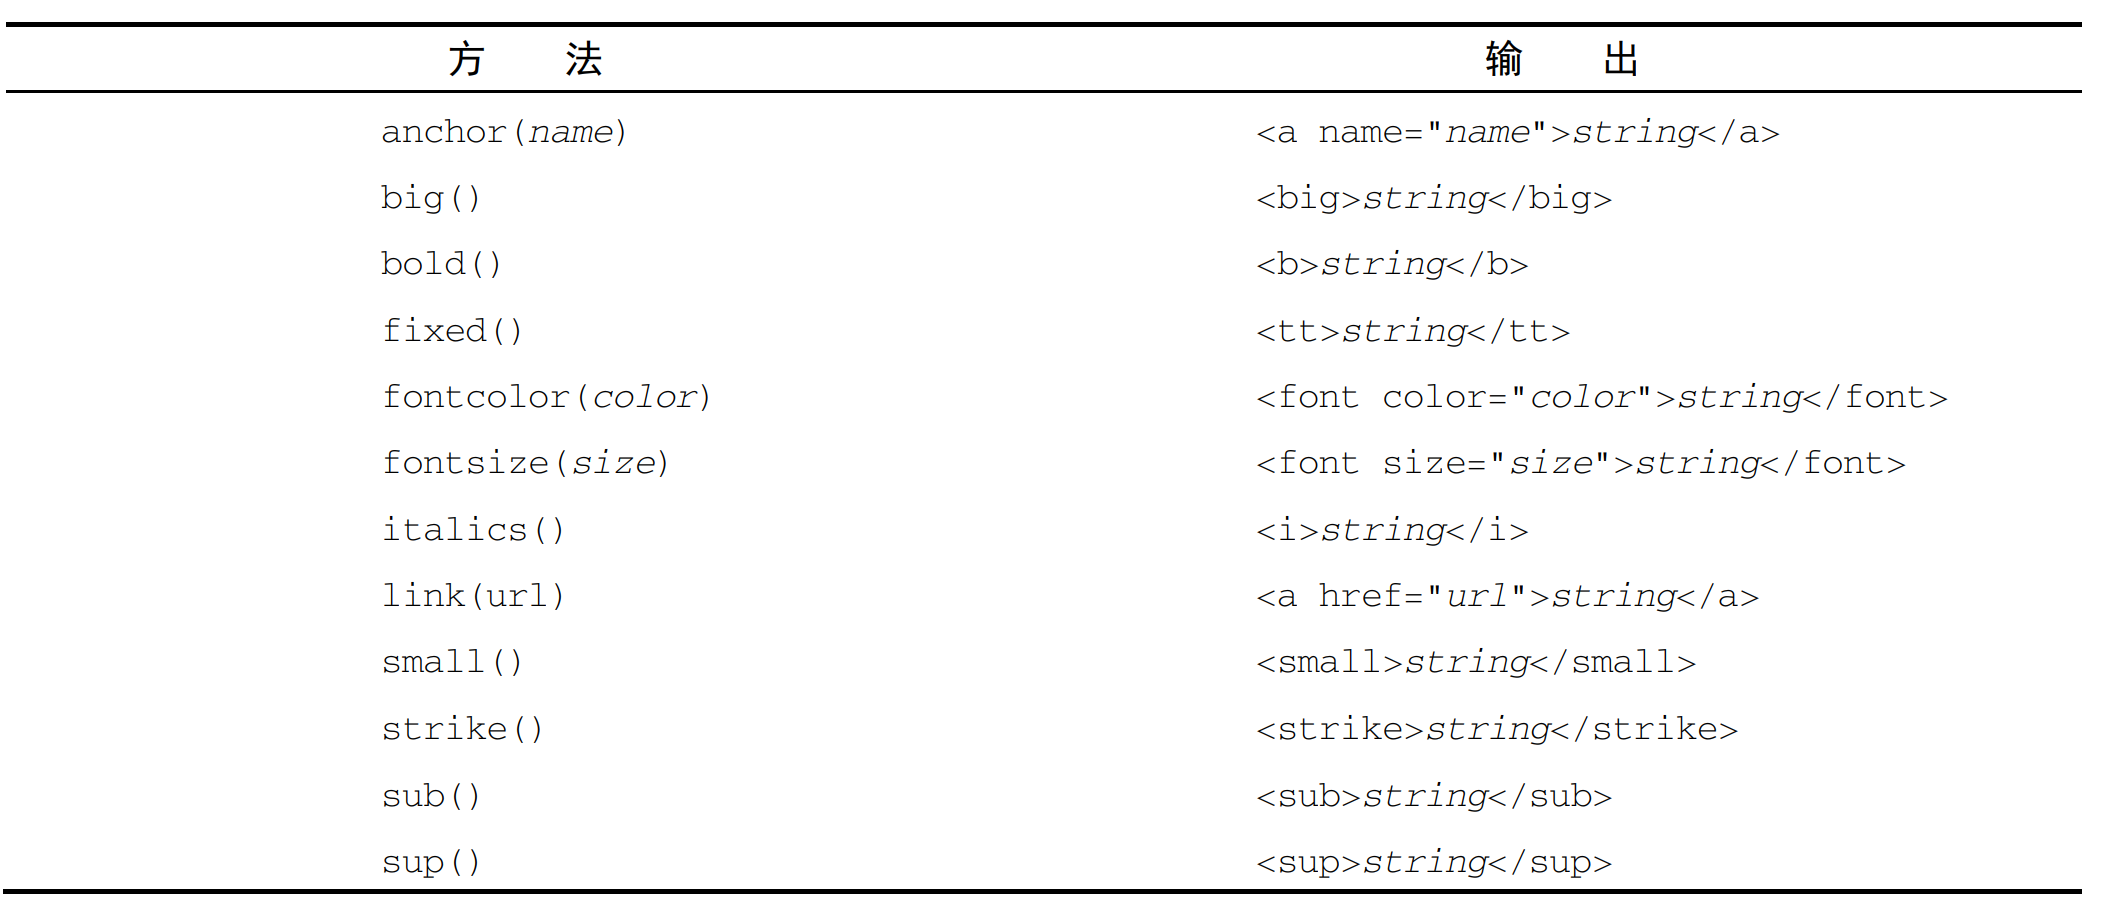 方 法 输 出
anchor(name) <a name="name">string</a>
big() <big>string</big>
bold() <b>string</b>
fixed() <tt>string</tt>
fontcolor(color) <font color="color">string</font>
fontsize(size) <font size="size">string</font>
italics() <i>string</i>
link(url) <a href="url">string</a>
small() <small>string</small>
strike() <strike>string</strike>
sub() <sub>string</sub>
sup() <sup>string</sup>